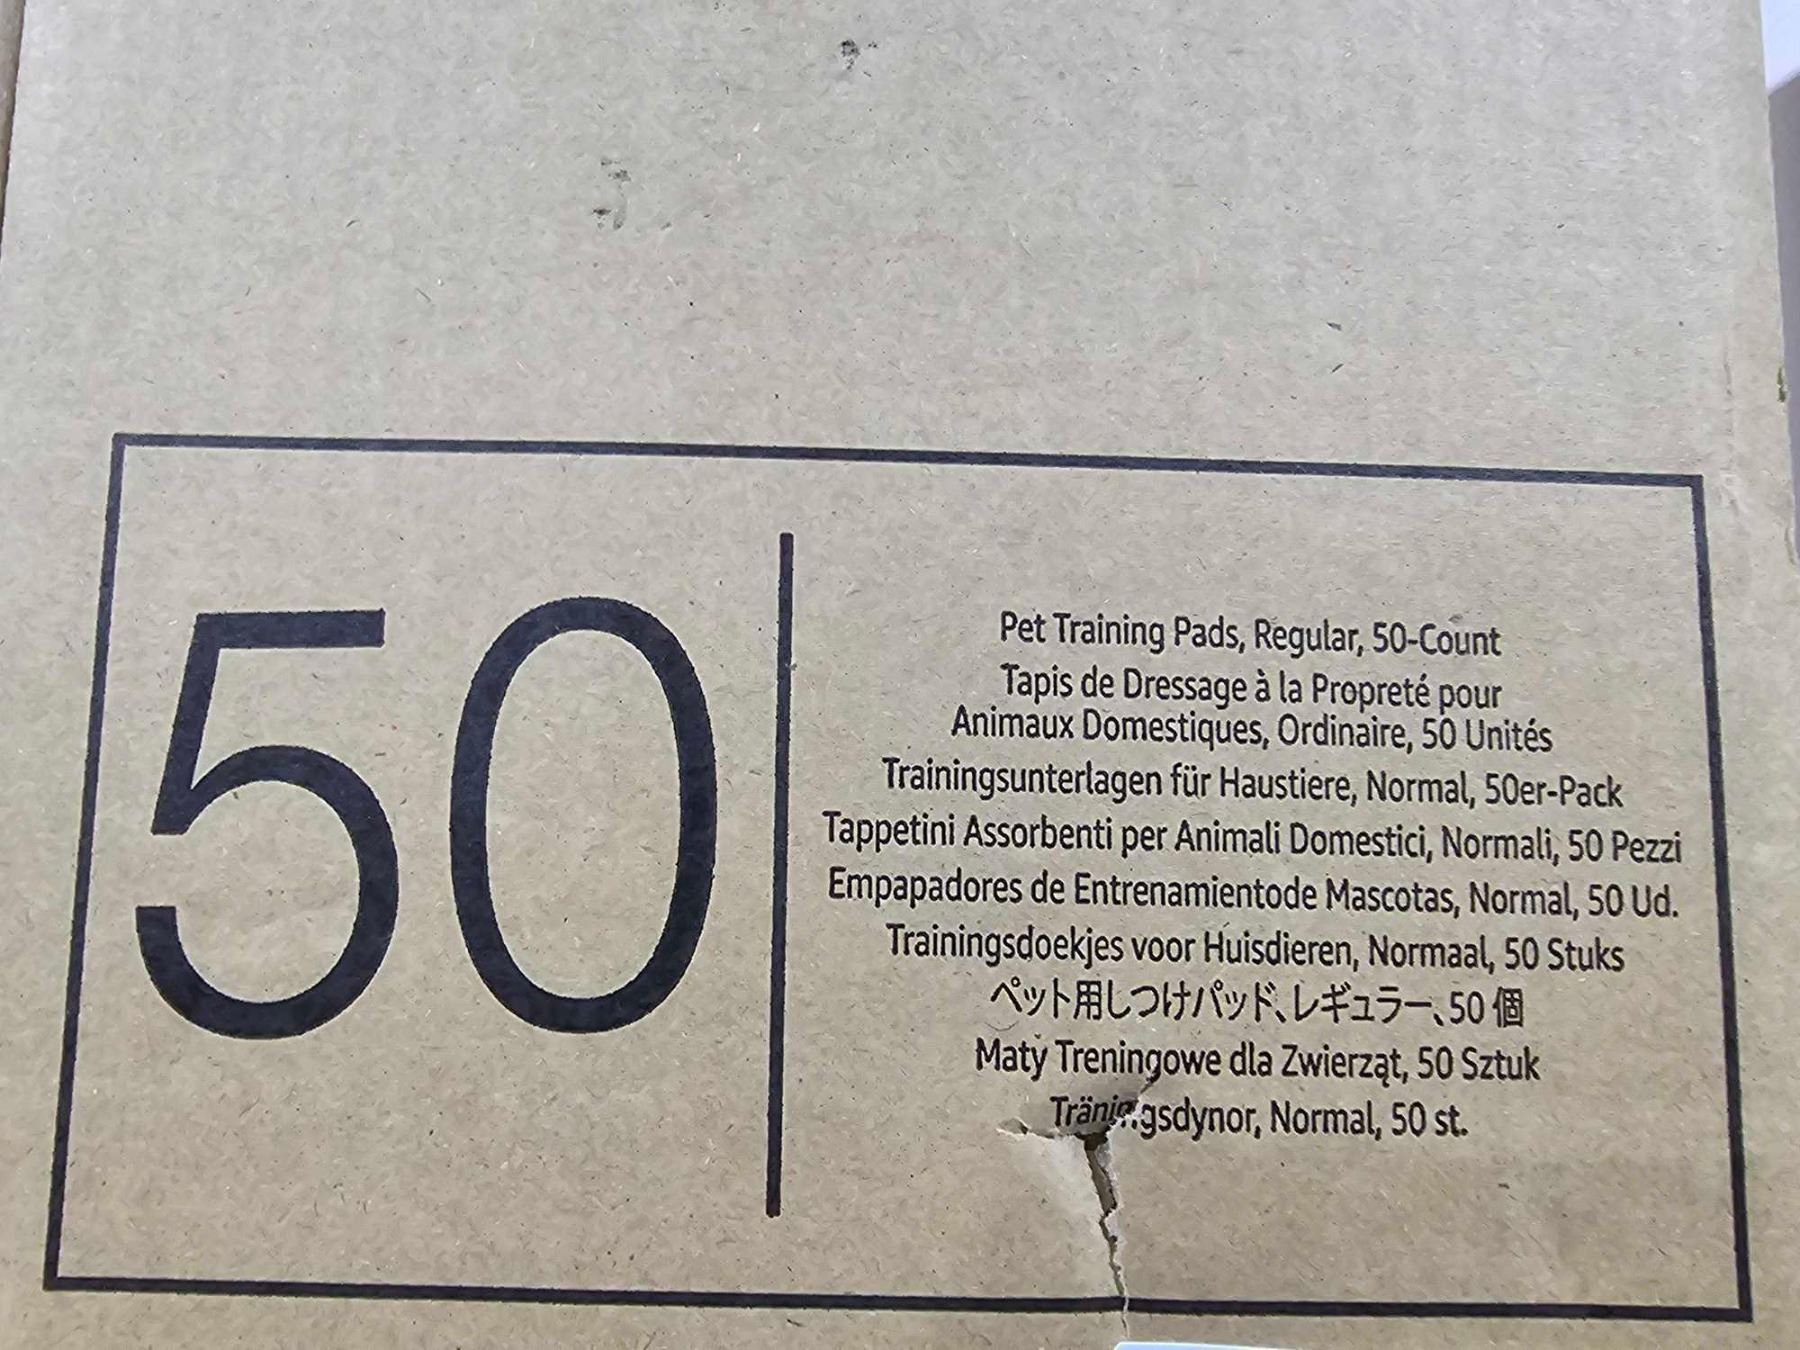 50
Pet Training Pads, Regular, 50-Count
Tapis de Dressage à la Propreté pour
Animaux Domestiques, Ordinaire, 50 Unités
Trainingsunterlagen für Haustiere, Normal, 50er-Pack
Tappetini Assorbenti per Animali Domestici, Normali, 50 Pezzi
Empapadores de Entrenamientode Mascotas, Normal, 50 Ud.
Trainingsdoekjes voor Huisdieren, Normaal, 50 Stuks
ペット用しつけパッド、レギュラー、50 個
Maty Treningowe dla Zwierząt, 50 Sztuk
Träningsdynor, Normal, 50 st.